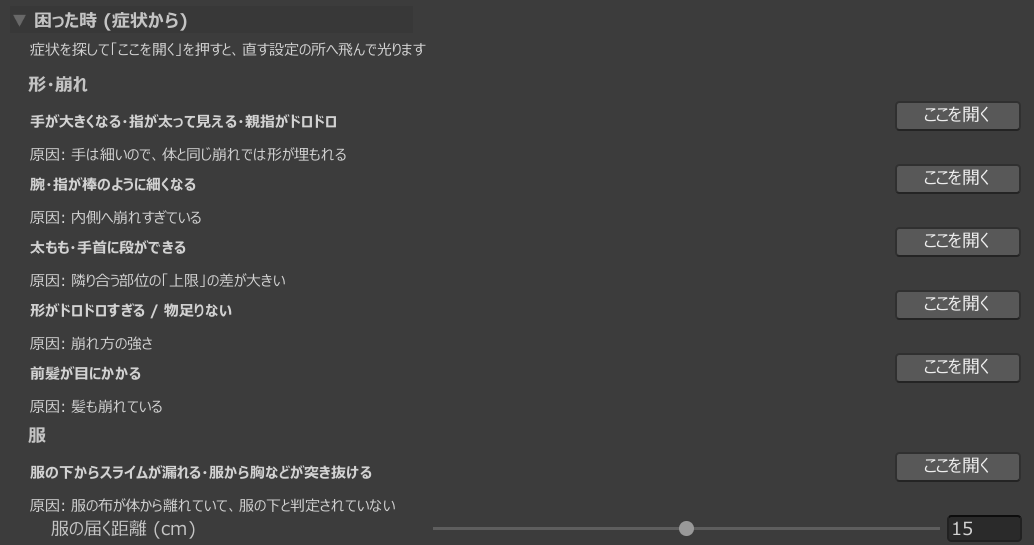 ▼ 困った時 (症状から)
症状を探して「ここを開く」を押すと、直す設定の所へ飛んで光ります
形・崩れ
手が大きくなる・指が太って見える・親指がドロドロ ここを開く
原因: 手は細いので、体と同じ崩れでは形が埋もれる
腕・指が棒のように細くなる ここを開く
原因: 内側へ崩れすぎている
太もも・手首に段ができる ここを開く
原因: 隣り合う部位の「上限」の差が大きい
形がドロドロすぎる / 物足りない ここを開く
原因: 崩れ方の強さ
前髪が目にかかる ここを開く
原因: 髪も崩れている
服
服の下からスライムが漏れる・服から胸などが突き抜ける ここを開く
原因: 服の布が体から離れていて、服の下と判定されていない
服の届く距離 (cm) 15